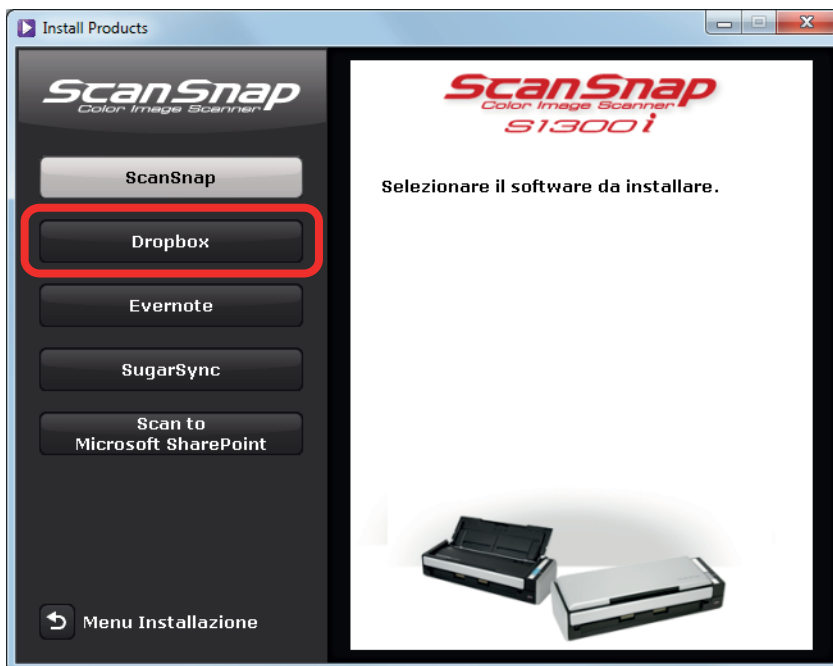 Install Products
ScanSnap
Color Image Scanner
ScanSnap
Dropbox
Evernote
SugarSync
Scan to
Microsoft SharePoint
Menu Installazione
ScanSnap
Color Image Scanner
S1300i
Selezionare il software da installare.